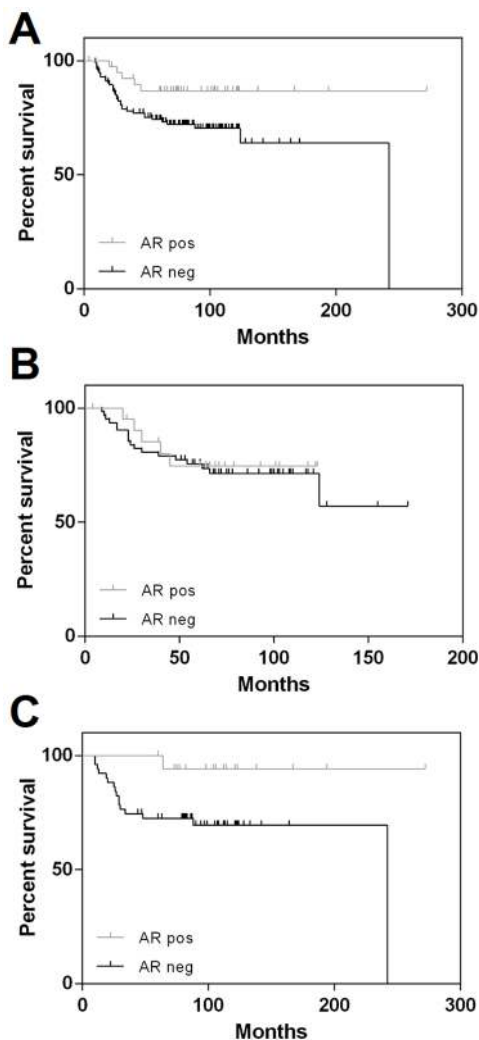 A
Percent survival
100
50
0
AR pos
AR neg
0 100 200 300
Months
B
Percent survival
100
50
0
AR pos
AR neg
0 50 100 150 200
Months
C
Percent survival
100
50
0
AR pos
AR neg
0 100 200 300
Months